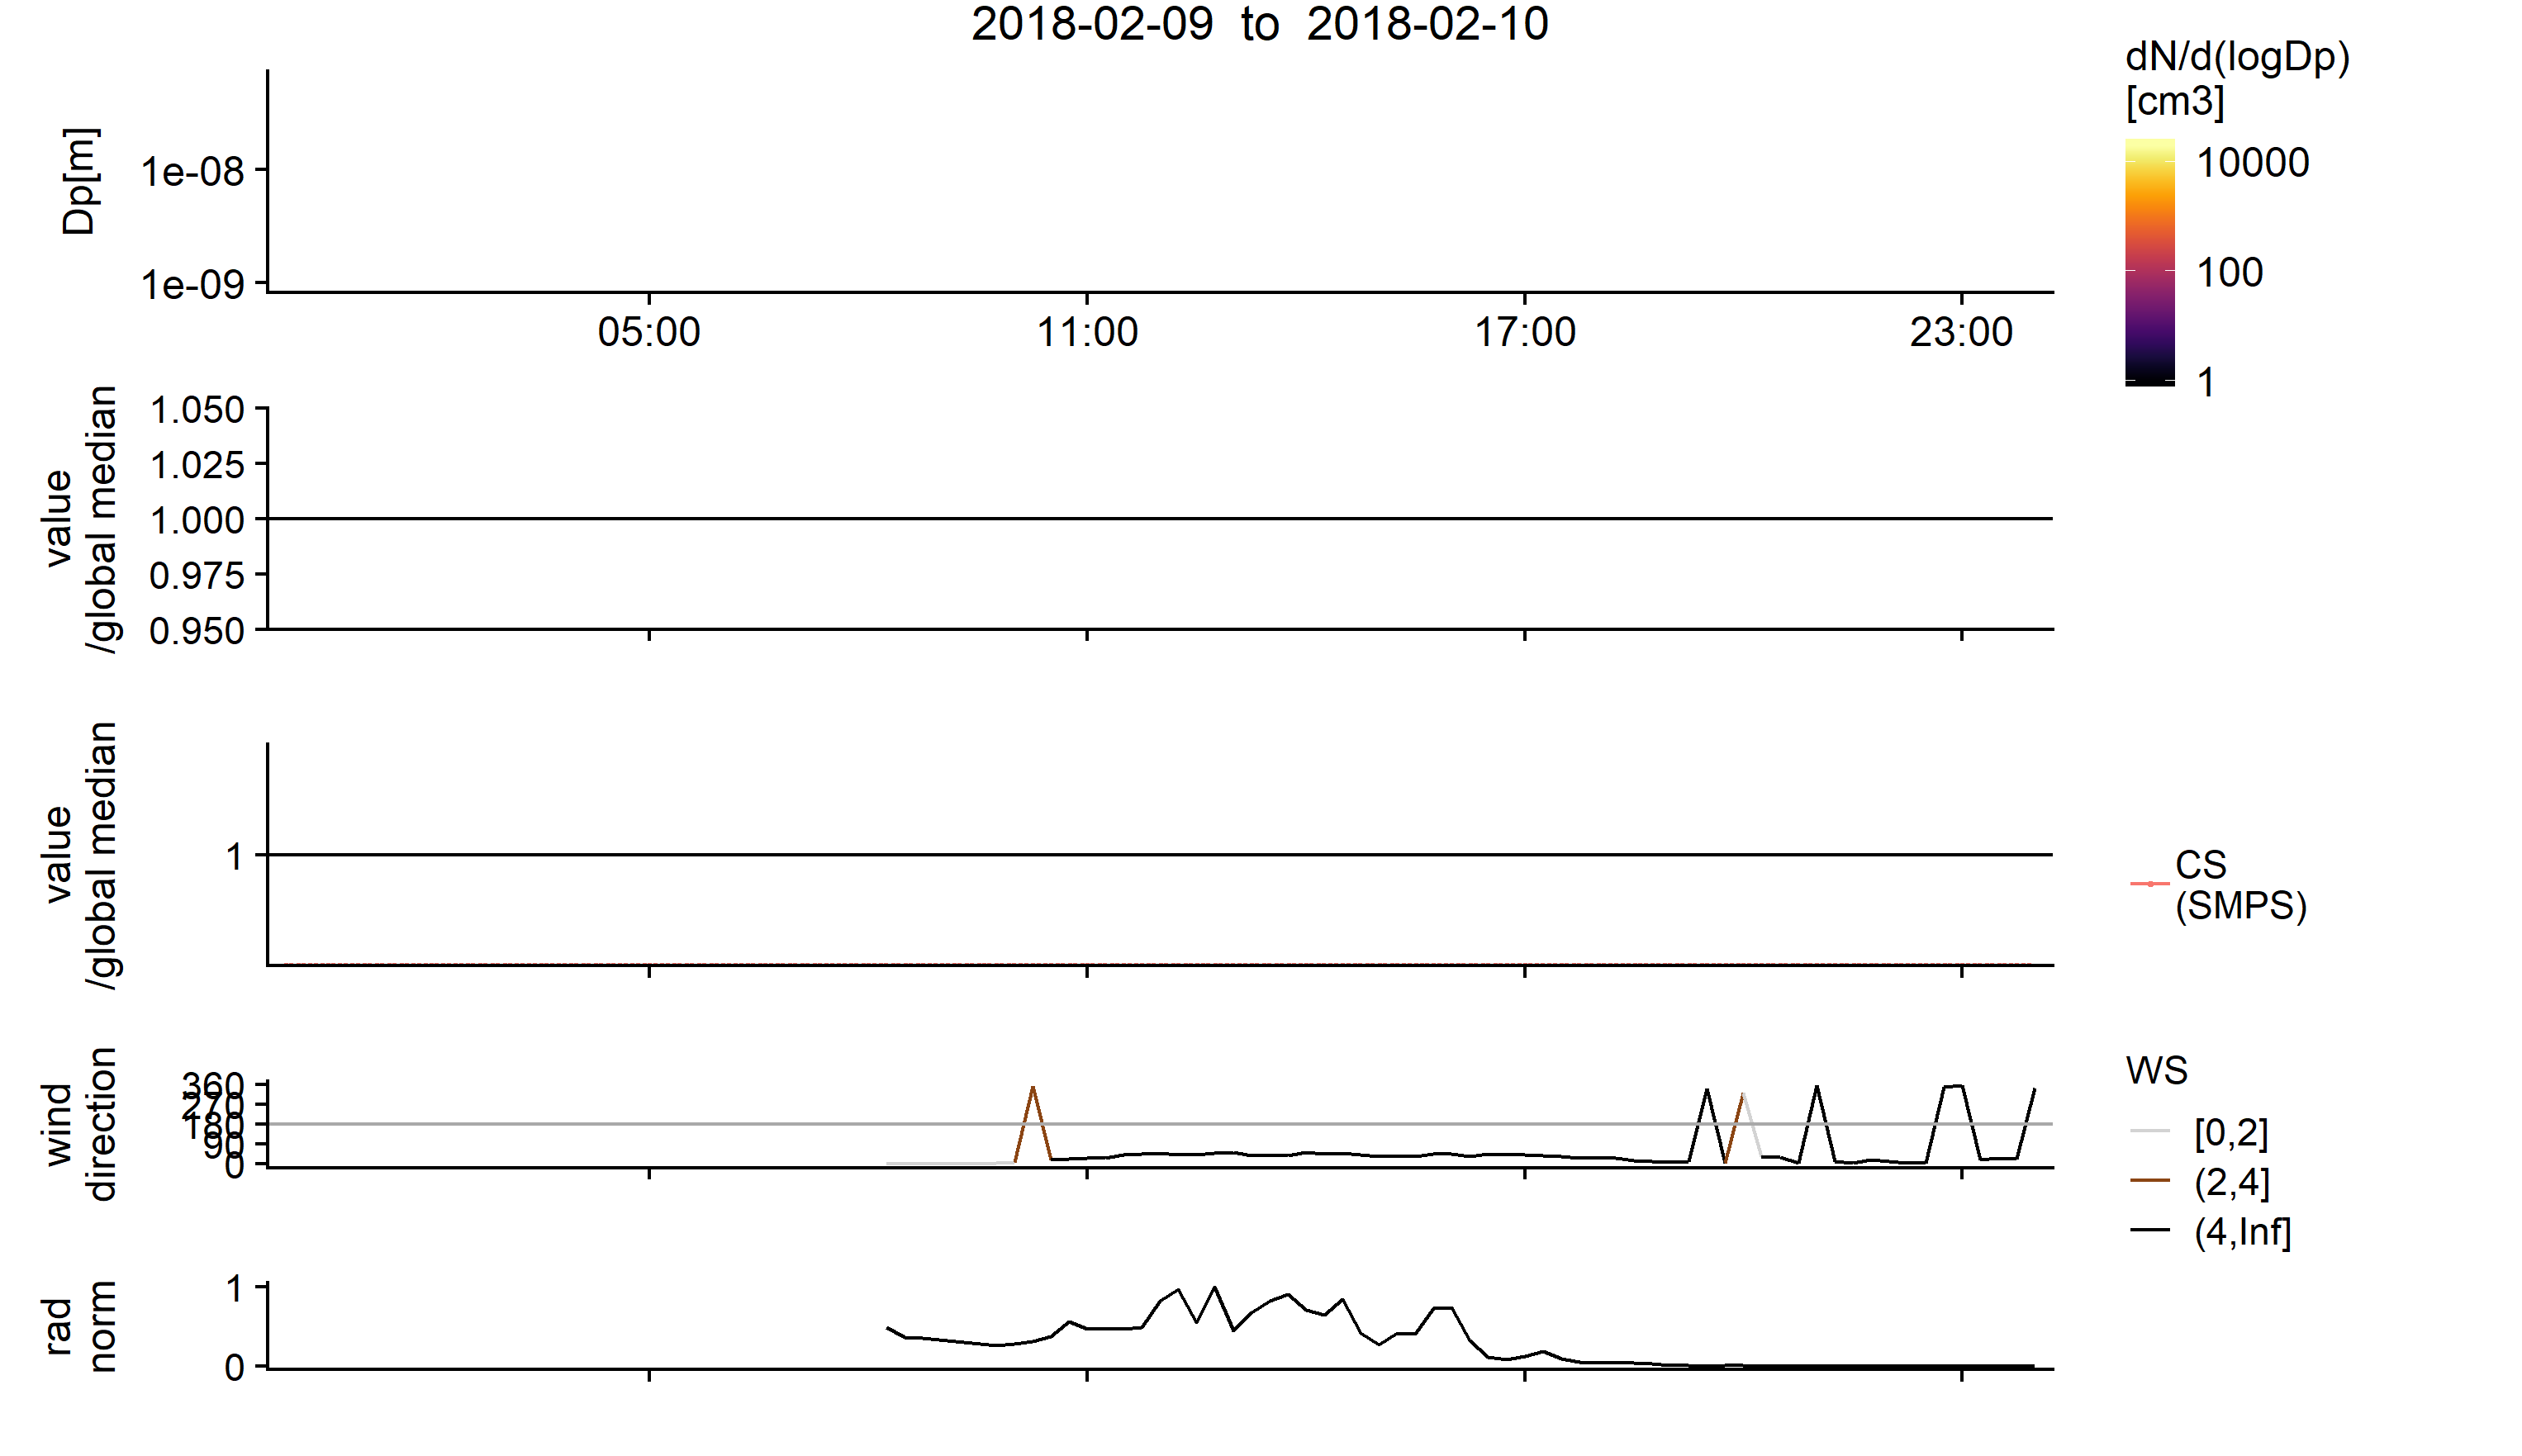 2018-02-09 to 2018-02-10
dN/d(logDp)
[cm3]
10000
100
1
Dp[m]
1e-08
1e-09
05:00
11:00
17:00
23:00
value
/global median
1.050
1.025
1.000
0.975
0.950
value
/global median
1
CS
(SMPS)
wind
direction
360
270
180
90
0
WS
[0,2]
(2,4]
(4,Inf]
rad
norm
1
0